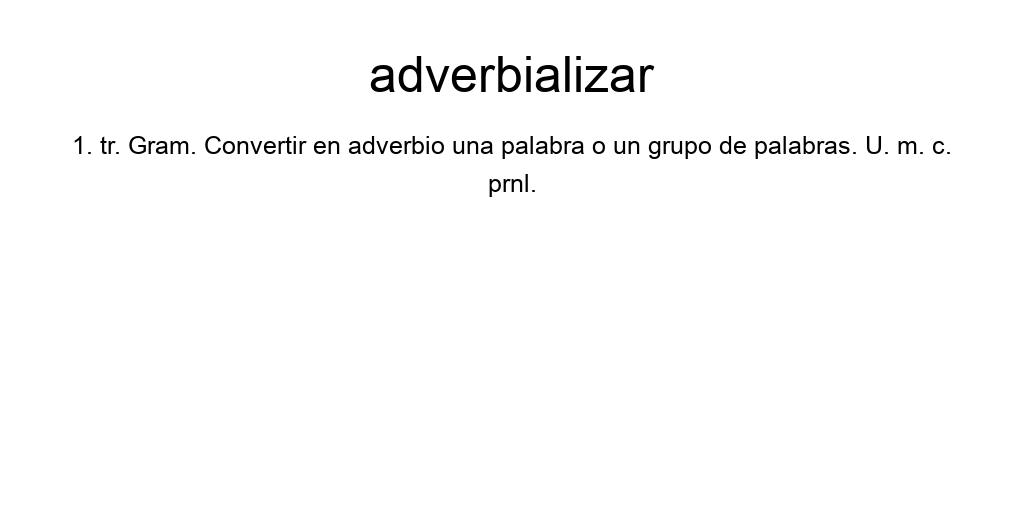 adverbializar
1. tr. Gram. Convertir en adverbio una palabra o un grupo de palabras. U. m. c.
prnl.